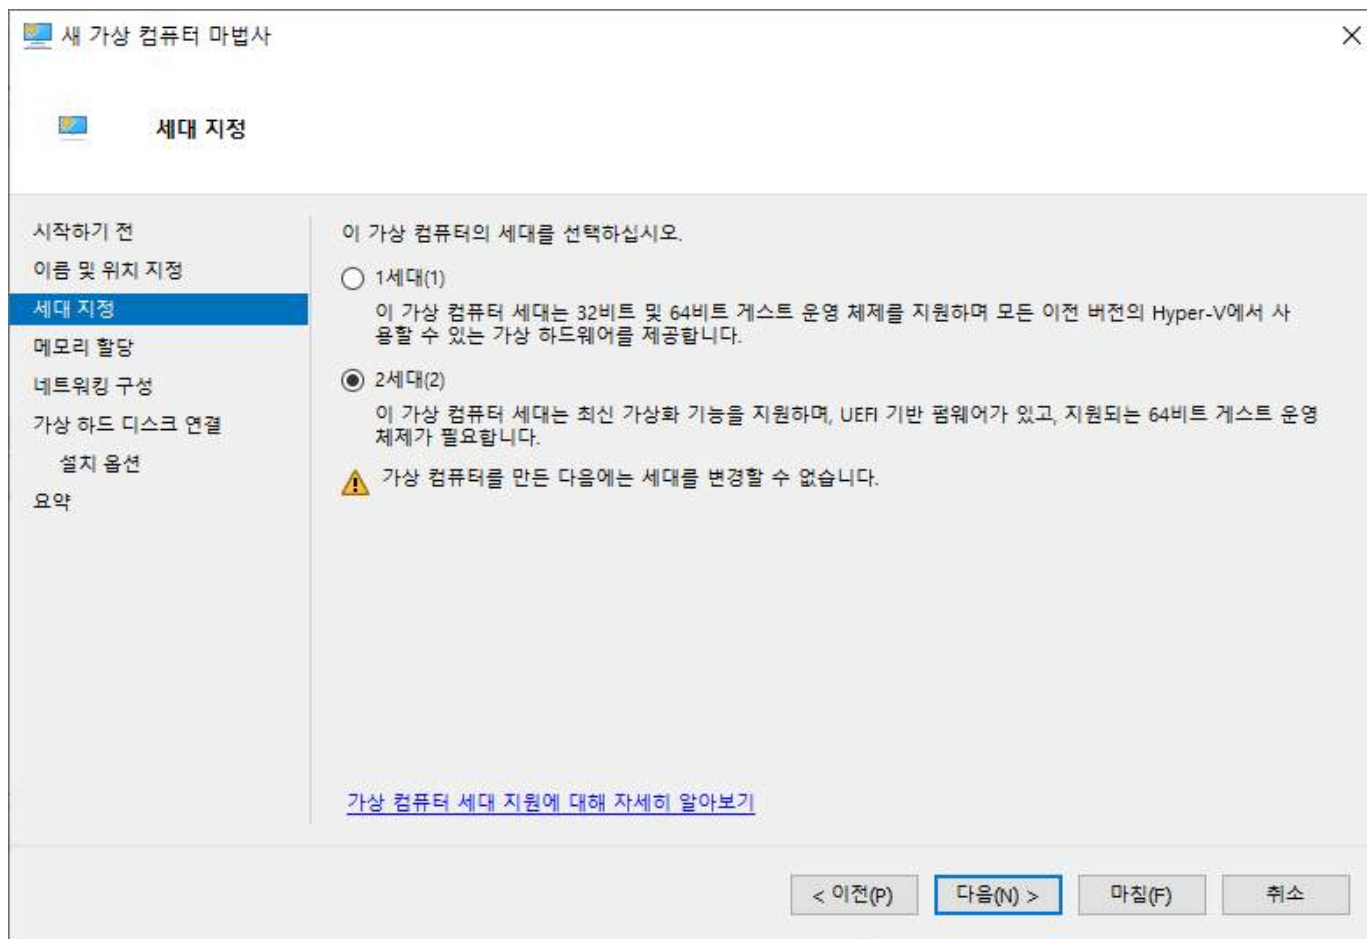 새 가상 컴퓨터 마법사
세대 지정
시작하기 전
이름 및 위치 지정
세대 지정
메모리 할당
네트워킹 구성
가상 하드 디스크 연결
설치 옵션
요약
이 가상 컴퓨터의 세대를 선택하십시오.
1세대(1)
이 가상 컴퓨터 세대는 32비트 및 64비트 게스트 운영 체제를 지원하며 모든 이전 버전의 Hyper-V에서 사
용할 수 있는 가상 하드웨어를 제공합니다.
2세대(2)
이 가상 컴퓨터 세대는 최신 가상화 기능을 지원하며, UEFI 기반 펌웨어가 있고, 지원되는 64비트 게스트 운영
체제가 필요합니다.
가상 컴퓨터를 만든 다음에는 세대를 변경할 수 없습니다.
가상 컴퓨터 세대 지원에 대해 자세히 알아보기
< 이전(P)
다음(N) >
마침(F)
취소